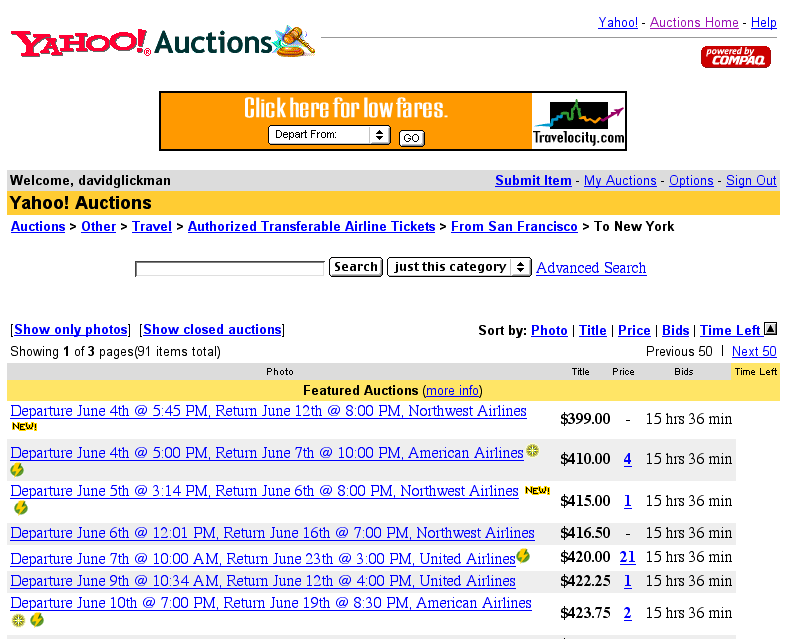 Yahoo! - Auctions Home - Help
YAHOO! Auctions
powered by COMPAQ
Click here for low fares.
Depart From: GO
Travelocity.com
Welcome, davidglickman Submit Item - My Auctions - Options - Sign Out
Yahoo! Auctions
Auctions > Other > Travel > Authorized Transferable Airline Tickets > From San Francisco > To New York
Search just this category Advanced Search
[Show only photos] [Show closed auctions] Sort by: Photo | Title | Price | Bids | Time Left
Showing 1 of 3 pages(91 items total) Previous 50 | Next 50
Photo Title Price Bids Time Left
Featured Auctions (more info)
Departure June 4th @ 5:45 PM, Return June 12th @ 8:00 PM, Northwest Airlines NEW! $399.00 - 15 hrs 36 min
Departure June 4th @ 5:00 PM, Return June 7th @ 10:00 PM, American Airlines $410.00 4 15 hrs 36 min
Departure June 5th @ 3:14 PM, Return June 6th @ 8:00 PM, Northwest Airlines NEW! $415.00 1 15 hrs 36 min
Departure June 6th @ 12:01 PM, Return June 16th @ 7:00 PM, Northwest Airlines $416.50 - 15 hrs 36 min
Departure June 7th @ 10:00 AM, Return June 23th @ 3:00 PM, United Airlines $420.00 21 15 hrs 36 min
Departure June 9th @ 10:34 AM, Return June 12th @ 4:00 PM, United Airlines $422.25 1 15 hrs 36 min
Departure June 10th @ 7:00 PM, Return June 19th @ 8:30 PM, American Airlines $423.75 2 15 hrs 36 min